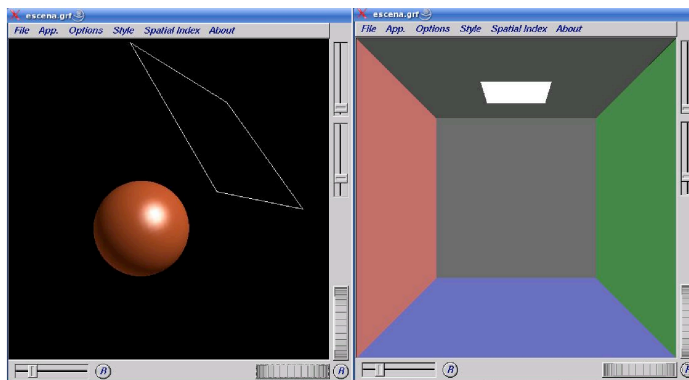 escena.grf
File App. Options Style Spatial Index About
R
escena.grf
File App. Options Style Spatial Index About
R
R